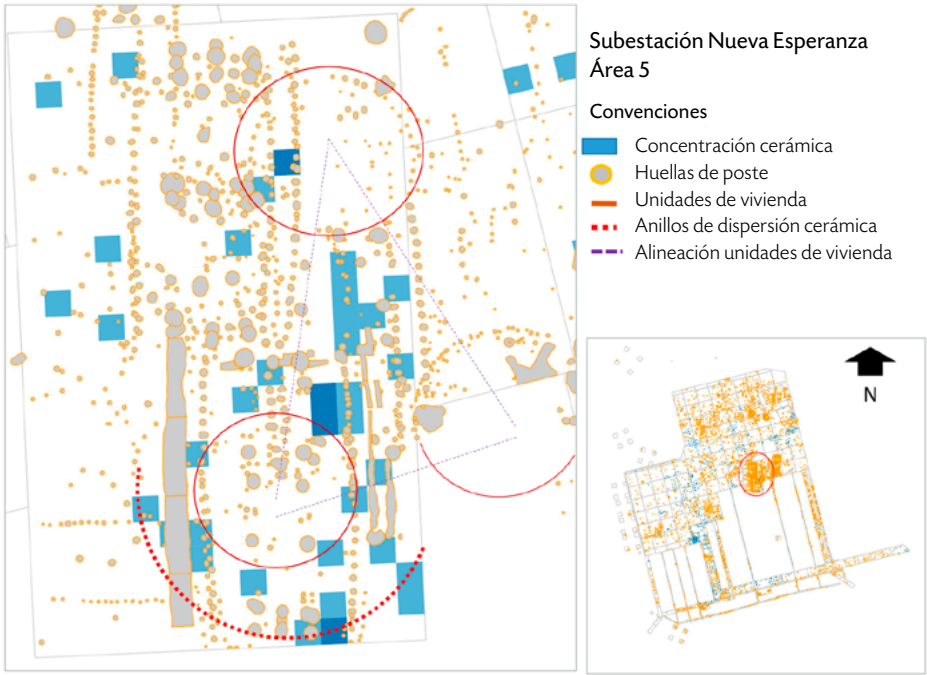 Subestación Nueva Esperanza
Área 5
Convenciones
Concentración cerámica
Huellas de poste
Unidades de vivienda
Anillos de dispersión cerámica
Alineación unidades de vivienda
N